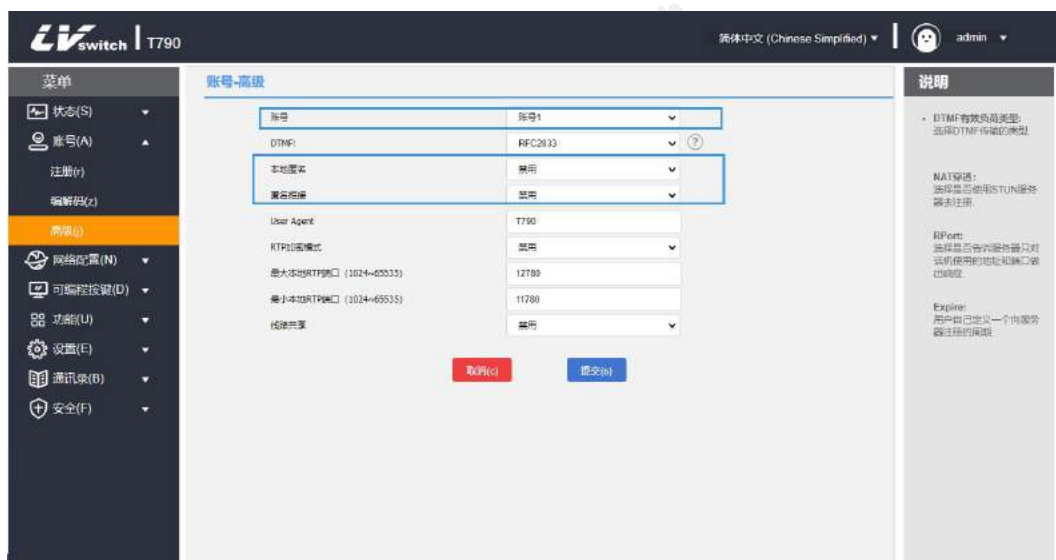 LVswitch | T790
简体中文 (Chinese Simplified)
admin
菜单
状态(S)
账号(A)
注册(r)
编解码(z)
高级(j)
网络配置(N)
可编程按键(D)
功能(U)
设置(E)
通讯录(B)
安全(F)
账号-高级
账号 账号1
DTMF: RFC2833 ?
本地匿名 禁用
匿名拒接 禁用
User Agent T790
RTP加密模式 禁用
最大本地RTP端口 (1024~65535) 12780
最小本地RTP端口 (1024~65535) 11780
线路共享 禁用
取消(c) 提交(s)
说明
DTMF有效负荷类型:
选择DTMF传输的类型
NAT穿透:
选择是否使用STUN服务
器去注册
RPort:
选择是否告诉服务器只对
话机使用的地址和端口做
出响应
Expire:
用户自己定义一个向服务
器注册的周期